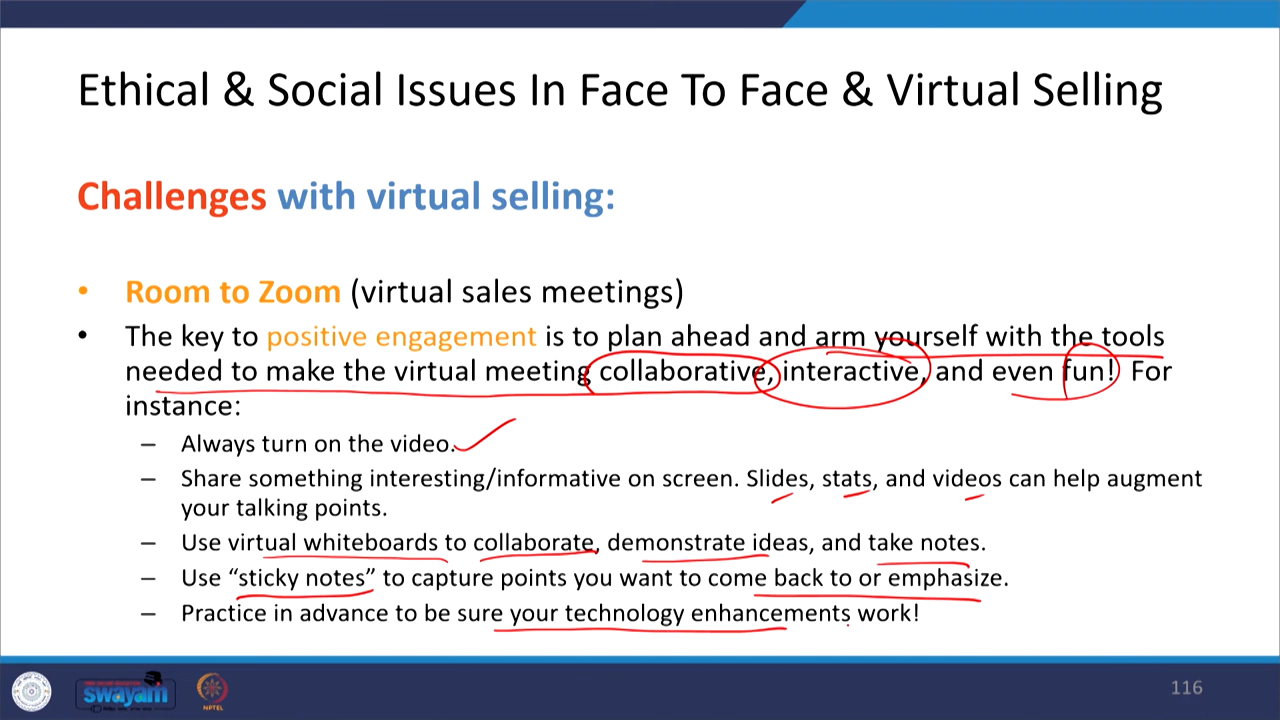 Ethical & Social Issues In Face To Face & Virtual Selling
Challenges with virtual selling:
• Room to Zoom (virtual sales meetings)
• The key to positive engagement is to plan ahead and arm yourself with the tools
needed to make the virtual meeting collaborative, interactive, and even fun! For
instance:
– Always turn on the video.
– Share something interesting/informative on screen. Slides, stats, and videos can help augment
your talking points.
– Use virtual whiteboards to collaborate, demonstrate ideas, and take notes.
– Use “sticky notes” to capture points you want to come back to or emphasize.
– Practice in advance to be sure your technology enhancements work!
swayam
NPTEL
116